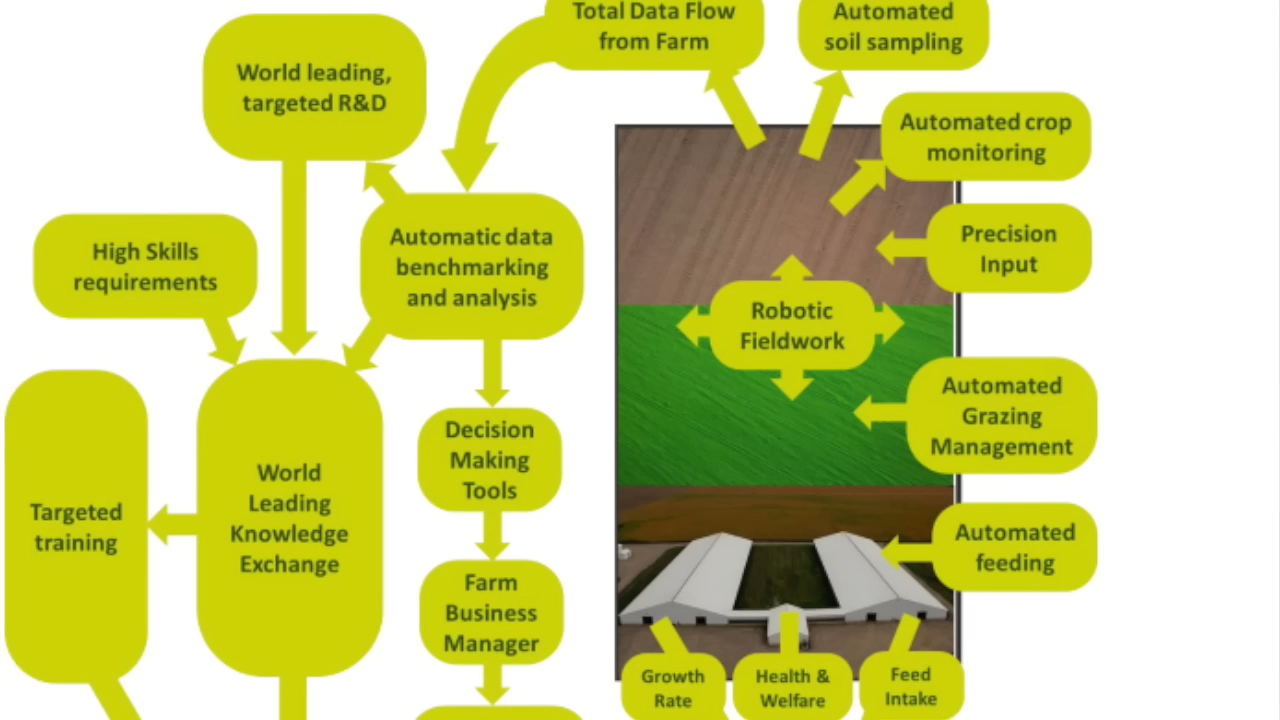 Total Data Flow
from Farm
Automated
soil sampling
World leading,
targeted R&D
Automated crop
monitoring
High Skills
requirements
Automatic data
benchmarking
and analysis
Precision
Input
Robotic
Fieldwork
Automated
Grazing
Management
Decision
Making
Tools
World
Leading
Knowledge
Exchange
Targeted
training
Automated
feeding
Farm
Business
Manager
Growth
Rate
Health &
Welfare
Feed
Intake